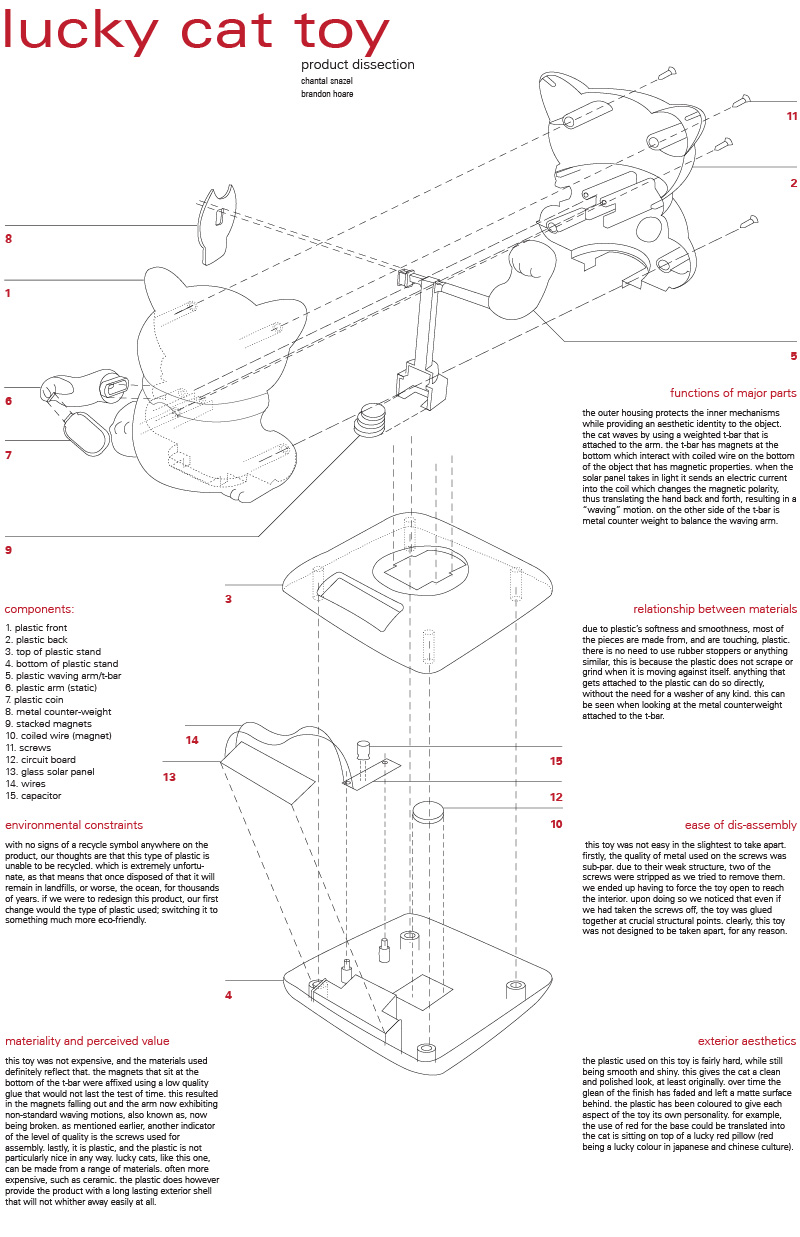 lucky cat toy
product dissection
chantal snazel
brandon hoare
11
2
8
1
5
6
7
9
3
functions of major parts
the outer housing protects the inner mechanisms
while providing an aesthetic identity to the object.
the cat waves by using a weighted t-bar that is
attached to the arm. the t-bar has magnets at the
bottom which interact with coiled wire on the bottom
of the object that has magnetic properties. when the
solar panel takes in light it sends an electric current
into the coil which changes the magnetic polarity,
thus translating the hand back and forth, resulting in a
“waving” motion. on the other side of the t-bar is
metal counter weight to balance the waving arm.
components:
1. plastic front
2. plastic back
3. top of plastic stand
4. bottom of plastic stand
5. plastic waving arm/t-bar
6. plastic arm (static)
7. plastic coin
8. metal counter-weight
9. stacked magnets
10. coiled wire (magnet)
11. screws
12. circuit board
13. glass solar panel
14. wires
15. capacitor
relationship between materials
due to plastic’s softness and smoothness, most of
the pieces are made from, and are touching, plastic.
there is no need to use rubber stoppers or anything
similar, this is because the plastic does not scrape or
grind when it is moving against itself. anything that
gets attached to the plastic can do so directly,
without the need for a washer of any kind. this can
be seen when looking at the metal counterweight
attached to the t-bar.
14
13
15
12
10
environmental constraints
with no signs of a recycle symbol anywhere on the
product, our thoughts are that this type of plastic is
unable to be recycled. which is extremely unfortu-
nate, as that means that once disposed of that it will
remain in landfills, or worse, the ocean, for thousands
of years. if we were to redesign this product, our first
change would the type of plastic used; switching it to
something much more eco-friendly.
ease of dis-assembly
this toy was not easy in the slightest to take apart.
firstly, the quality of metal used on the screws was
sub-par. due to their weak structure, two of the
screws were stripped as we tried to remove them.
we ended up having to force the toy open to reach
the interior. upon doing so we noticed that even if
we had taken the screws off, the toy was glued
together at crucial structural points. clearly, this toy
was not designed to be taken apart, for any reason.
4
materiality and perceived value
this toy was not expensive, and the materials used
definitely reflect that. the magnets that sit at the
bottom of the t-bar were affixed using a low quality
glue that would not last the test of time. this resulted
in the magnets falling out and the arm now exhibiting
non-standard waving motions, also known as, now
being broken. as mentioned earlier, another indicator
of the level of quality is the screws used for
assembly. lastly, it is plastic, and the plastic is not
particularly nice in any way. lucky cats, like this one,
can be made from a range of materials. often more
expensive, such as ceramic. the plastic does however
provide the product with a long lasting exterior shell
that will not whither away easily at all.
exterior aesthetics
the plastic used on this toy is fairly hard, while still
being smooth and shiny. this gives the cat a clean
and polished look, at least originally. over time the
glean of the finish has faded and left a matte surface
behind. the plastic has been coloured to give each
aspect of the toy its own personality. for example,
the use of red for the base could be translated into
the cat is sitting on top of a lucky red pillow (red
being a lucky colour in japanese and chinese culture).